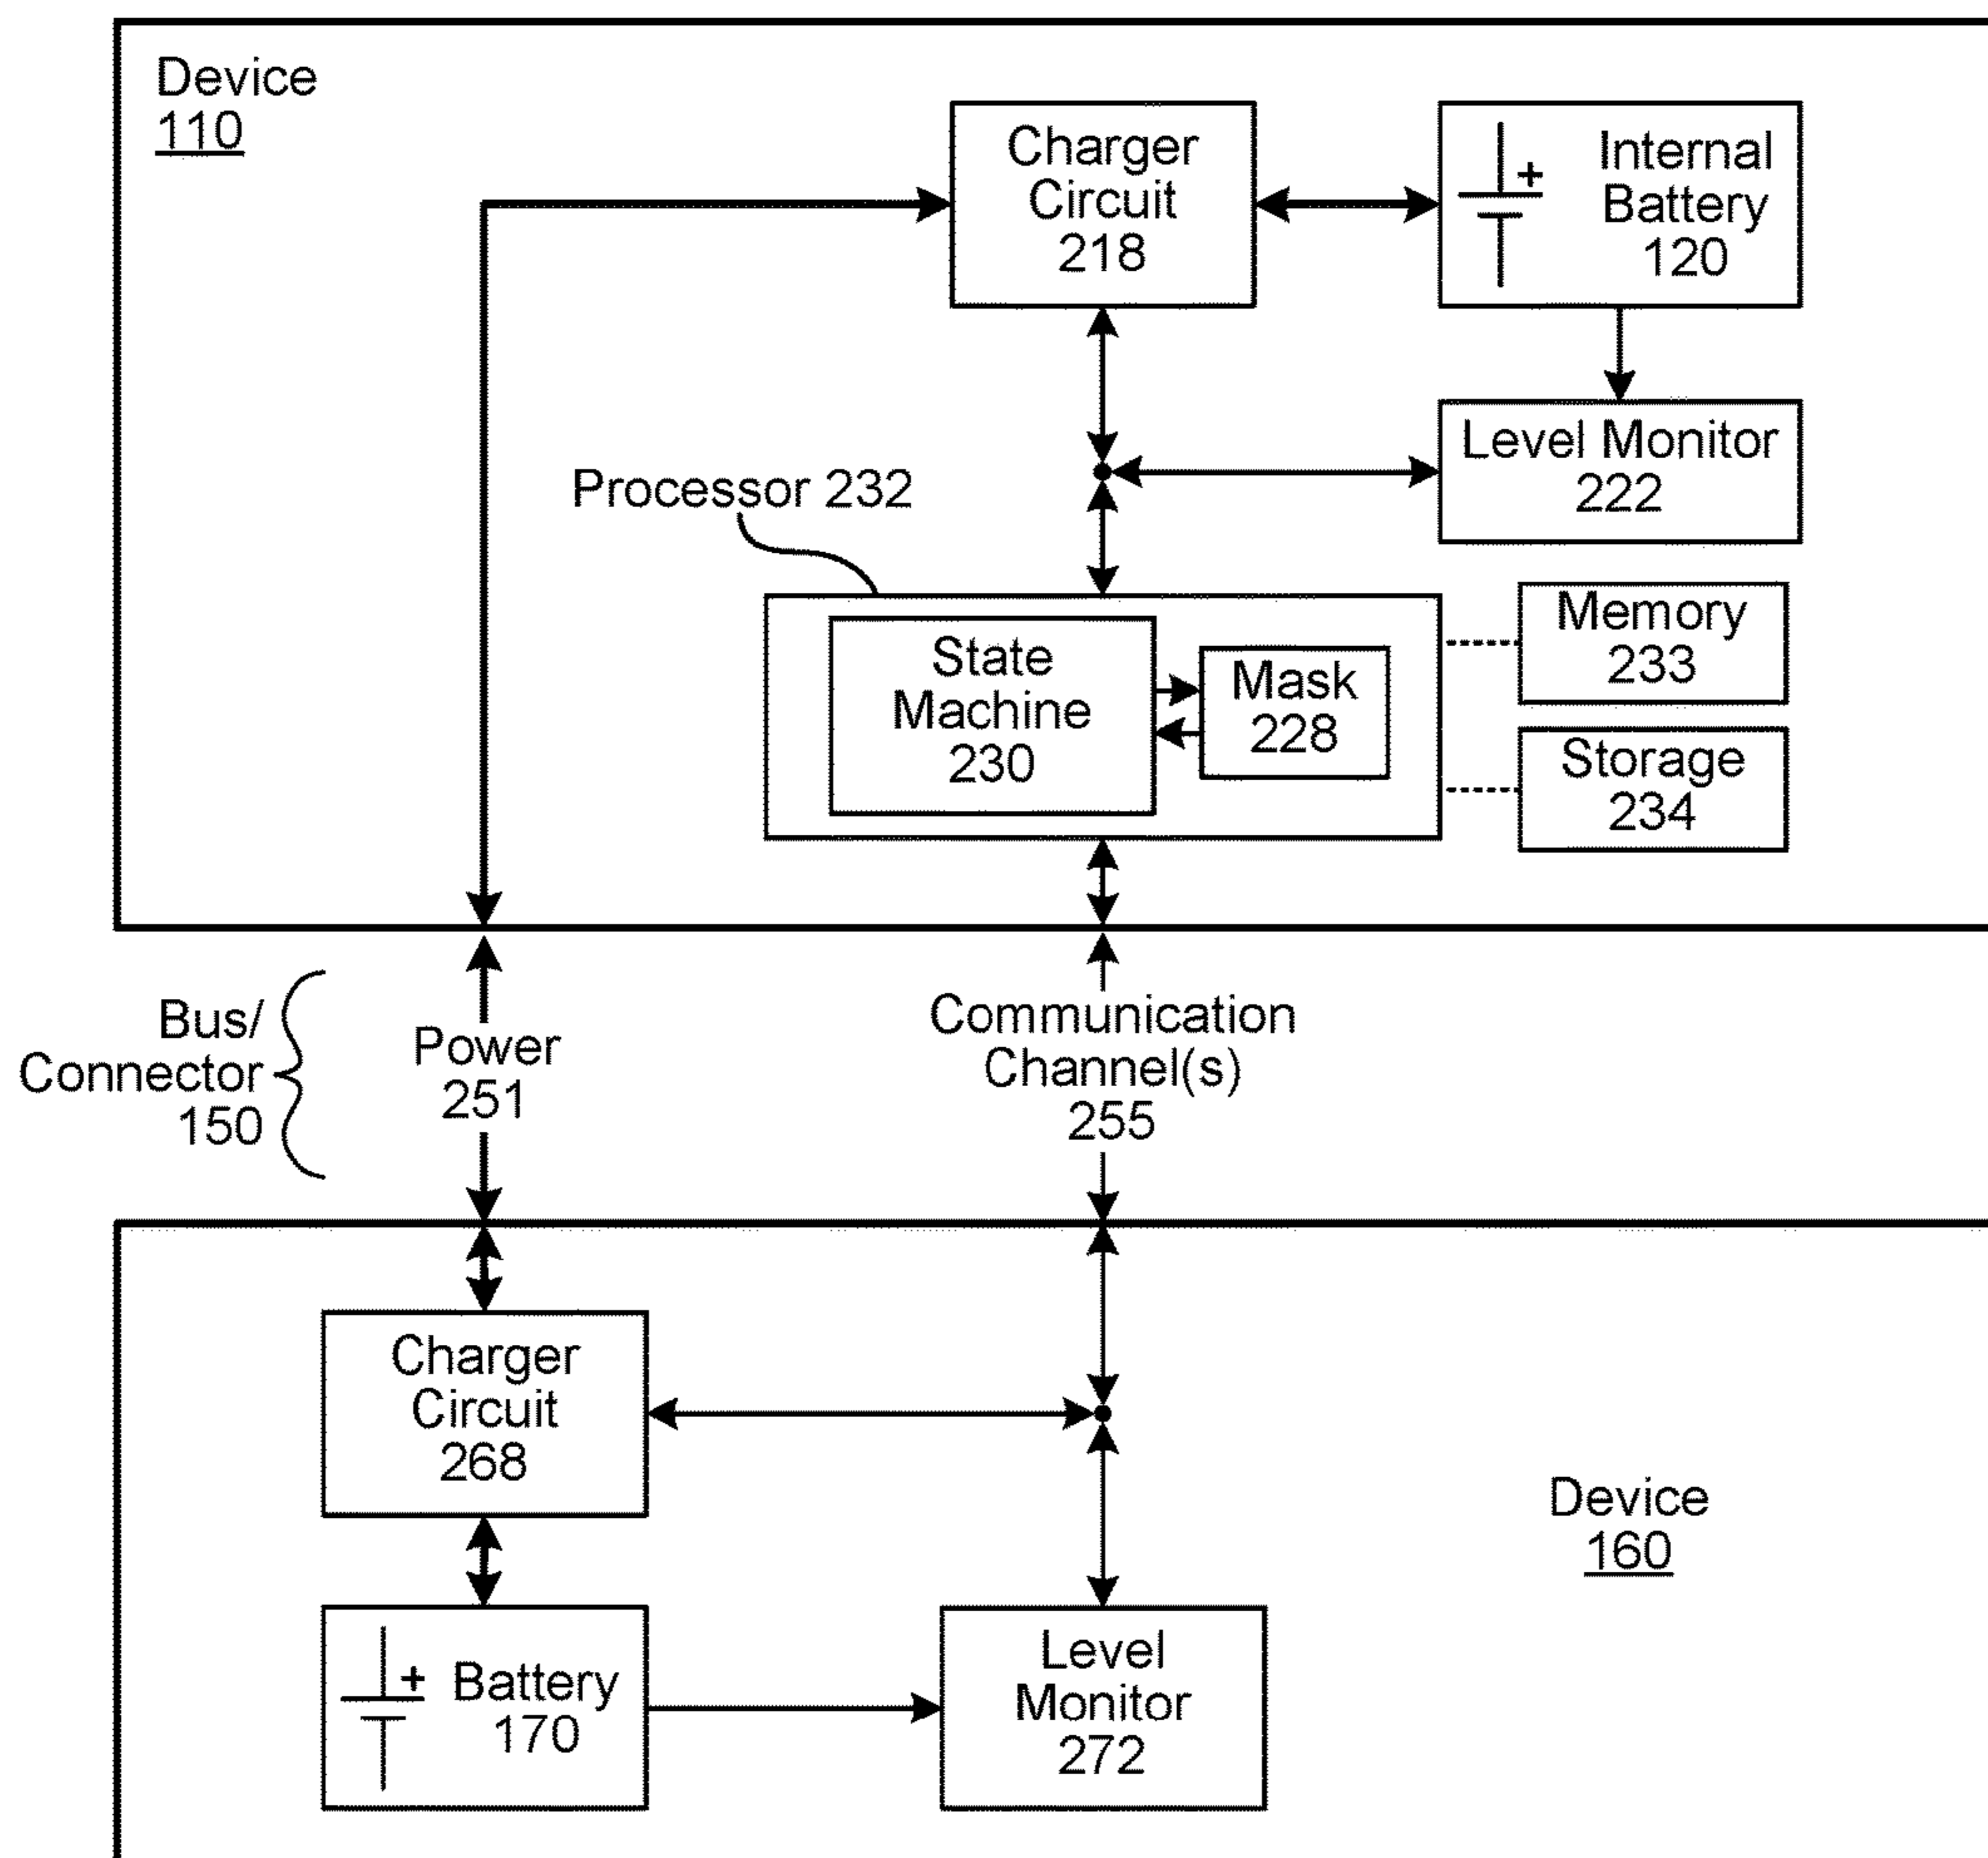 Device
110
Charger
Circuit
218
+
Internal
Battery
120
Level Monitor
222
Processor 232
State
Machine
230
Mask
228
Memory
233
Storage
234
Bus/
Connector
150
Power
251
Communication
Channel(s)
255
Charger
Circuit
268
Device
160
+
Battery
170
Level
Monitor
272